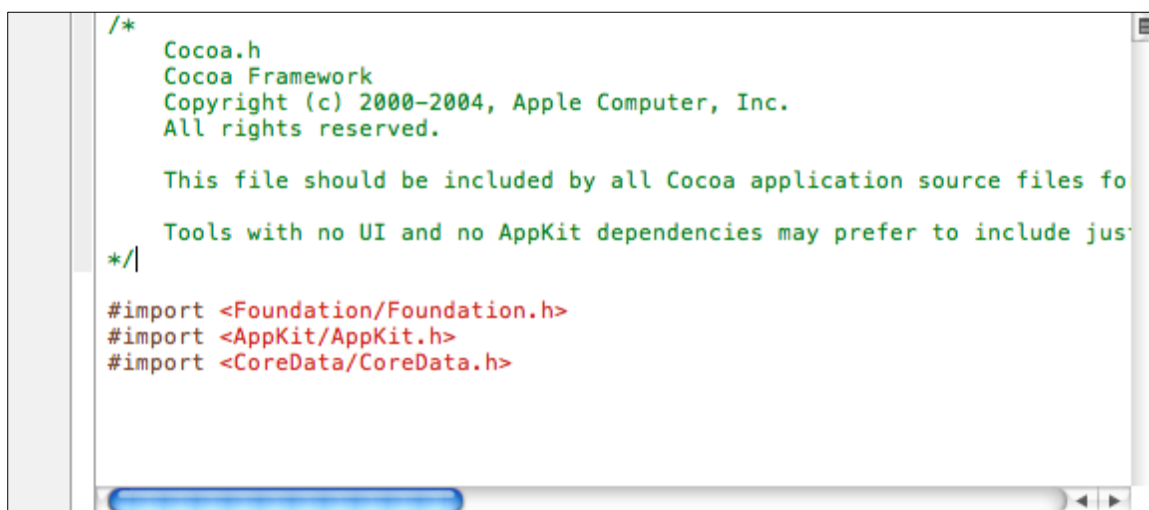 /*
Cocoa.h
Cocoa Framework
Copyright (c) 2000-2004, Apple Computer, Inc.
All rights reserved.
This file should be included by all Cocoa application source files fo
Tools with no UI and no AppKit dependencies may prefer to include jus
*/
#import <Foundation/Foundation.h>
#import <AppKit/AppKit.h>
#import <CoreData/CoreData.h>